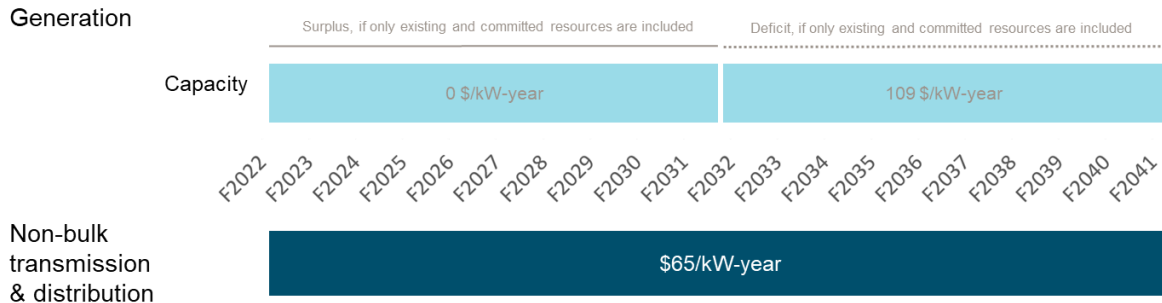 Generation
Surplus, if only existing and committed resources are included
Deficit, if only existing and committed resources are included
Capacity
0 $/kW-year
109 $/kW-year
F2022
F2023
F2024
F2025
F2026
F2027
F2028
F2029
F2030
F2031
F2032
F2033
F2034
F2035
F2036
F2037
F2038
F2039
F2040
F2041
Non-bulk
transmission
& distribution
$65/kW-year